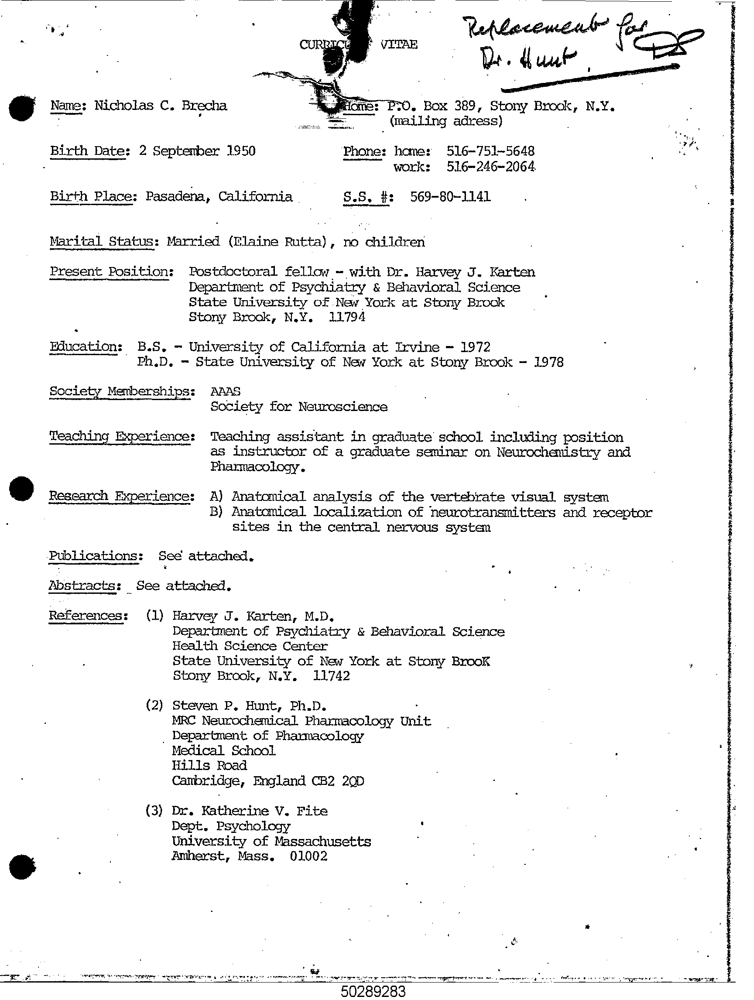 Replacement for
Dr. Hunt
CURRICU VITAE
Name: Nicholas C. Brecha
Home: P.O. Box 389, Stony Brook, N.Y.
(mailing adress)
Birth Date: 2 September 1950
Phone: home: 516-751-5648
work: 516-246-2064
Birth Place: Pasadena, California
S.S. #: 569-80-1141
Marital Status: Married (Elaine Rutta), no children
Present Position: Postdoctoral fellow - with Dr. Harvey J. Karten
Department of Psychiatry & Behavioral Science
State University of New York at Stony Brook
Stony Brook, N.Y. 11794
Education: B.S. - University of California at Irvine - 1972
Ph.D. - State University of New York at Stony Brook - 1978
Society Memberships: AAAS
Society for Neuroscience
Teaching Experience: Teaching assistant in graduate school including position
as instructor of a graduate seminar on Neurochemistry and
Pharmacology.
Research Experience: A) Anatomical analysis of the vertebrate visual system
B) Anatomical localization of neurotransmitters and receptor
sites in the central nervous system
Publications: See attached.
Abstracts: See attached.
References: (1) Harvey J. Karten, M.D.
Department of Psychiatry & Behavioral Science
Health Science Center
State University of New York at Stony BrooK
Stony Brook, N.Y. 11742
(2) Steven P. Hunt, Ph.D.
MRC Neurochemical Pharmacology Unit
Department of Pharmacology
Medical School
Hills Road
Cambridge, England CB2 2QD
(3) Dr. Katherine V. Fite
Dept. Psychology
University of Massachusetts
Amherst, Mass. 01002
50289283